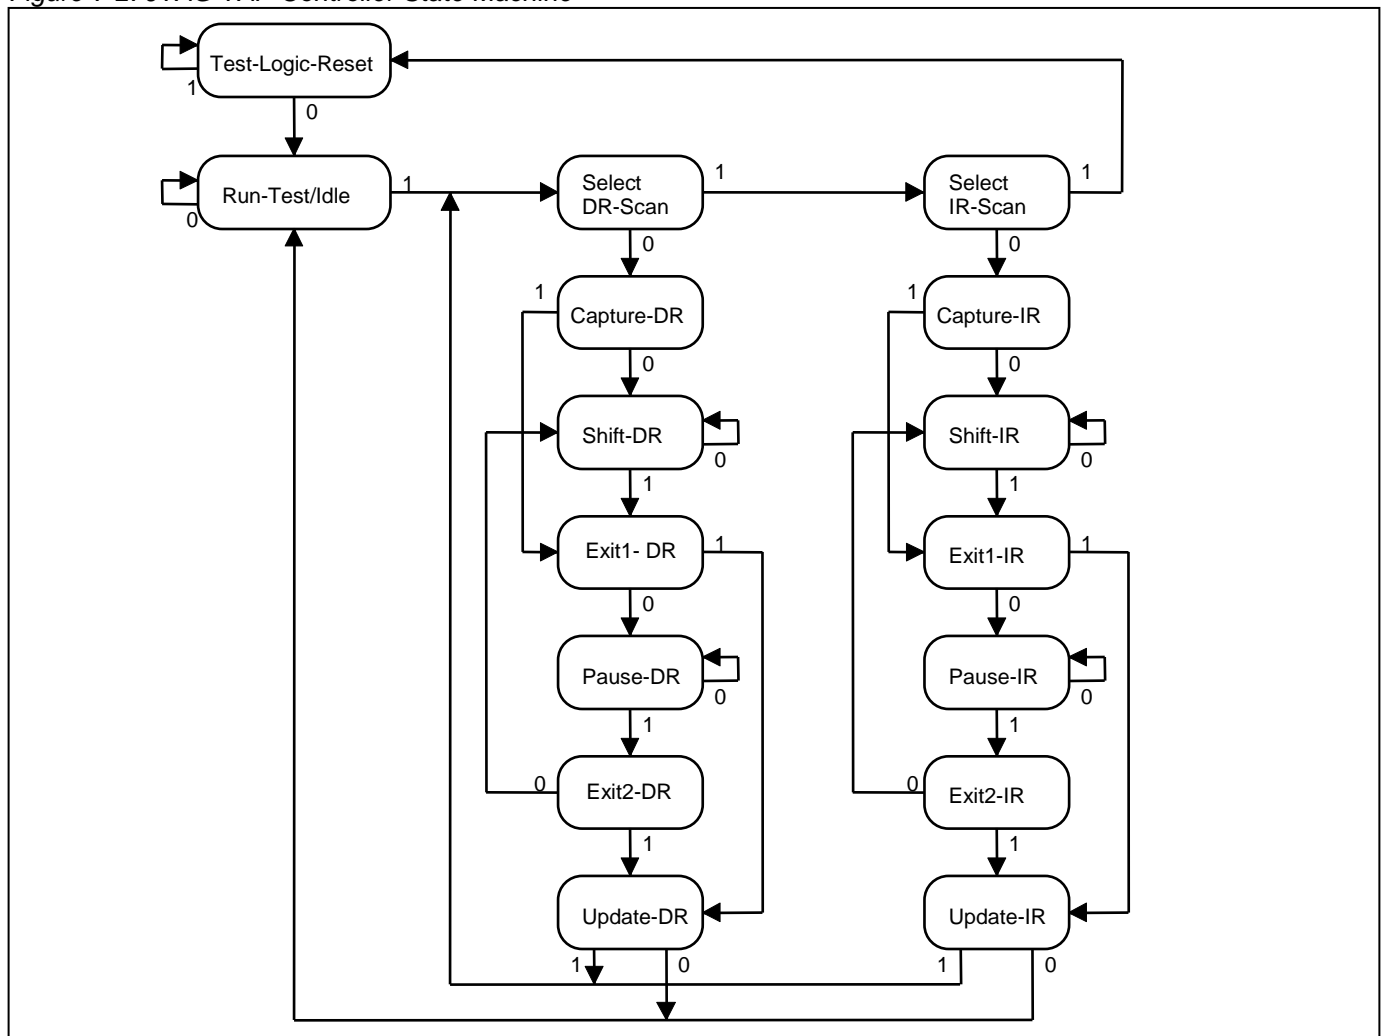 Test-Logic-Reset
1
0
Run-Test/Idle
0
1
Select
DR-Scan
1
Select
IR-Scan
1
0
0
1
Capture-DR
1
Capture-IR
0
0
Shift-DR
0
Shift-IR
0
1
1
Exit1- DR
1
Exit1-IR
1
0
0
Pause-DR
0
Pause-IR
0
1
1
0
Exit2-DR
0
Exit2-IR
1
1
Update-DR
Update-IR
1
0
1
0